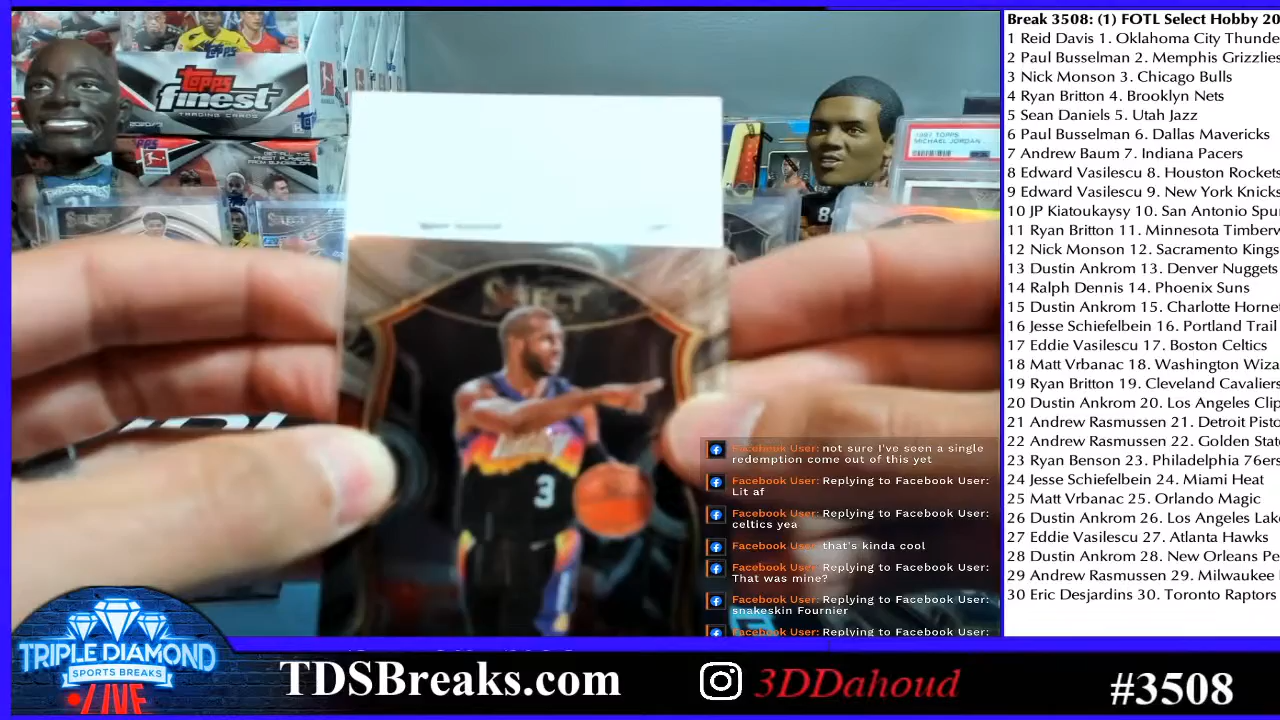 Break 3508: (1) FOTL Select Hobby 20
1 Reid Davis 1. Oklahoma City Thunde
2 Paul Busselman 2. Memphis Grizzlies
3 Nick Monson 3. Chicago Bulls
4 Ryan Britton 4. Brooklyn Nets
5 Sean Daniels 5. Utah Jazz
6 Paul Busselman 6. Dallas Mavericks
7 Andrew Baum 7. Indiana Pacers
8 Edward Vasilescu 8. Houston Rockets
9 Edward Vasilescu 9. New York Knicks
10 JP Kiatoukaysy 10. San Antonio Spu
11 Ryan Britton 11. Minnesota Timberv
12 Nick Monson 12. Sacramento Kings
13 Dustin Ankrom 13. Denver Nuggets
14 Ralph Dennis 14. Phoenix Suns
15 Dustin Ankrom 15. Charlotte Horne
16 Jesse Schiefelbein 16. Portland Trail
17 Eddie Vasilescu 17. Boston Celtics
18 Matt Vrbanac 18. Washington Wiza
19 Ryan Britton 19. Cleveland Cavaliers
20 Dustin Ankrom 20. Los Angeles Clip
21 Andrew Rasmussen 21. Detroit Pisto
22 Andrew Rasmussen 22. Golden Stat
23 Ryan Benson 23. Philadelphia 76ers
24 Jesse Schiefelbein 24. Miami Heat
25 Matt Vrbanac 25. Orlando Magic
26 Dustin Ankrom 26. Los Angeles Lake
27 Eddie Vasilescu 27. Atlanta Hawks
28 Dustin Ankrom 28. New Orleans Pe
29 Andrew Rasmussen 29. Milwaukee
30 Eric Desjardins 30. Toronto Raptors
topps
topps
finest
TRADING CARDS
1987 TOPPS
MICHAEL JORDAN
SELECT
3
Facebook User: not sure I've seen a single
redemption come out of this yet
Facebook User: Replying to Facebook User:
Lit af
Facebook User: Replying to Facebook User:
celtics yea
Facebook User: that's kinda cool
Facebook User: Replying to Facebook User:
That was mine?
Facebook User: Replying to Facebook User:
snakeskin Fournier
Facebook User: Replying to Facebook User:
TRIPLE DIAMOND
SPORTS BREAKS
LIVE
TDSBreaks.com
3DDahoud
#3508